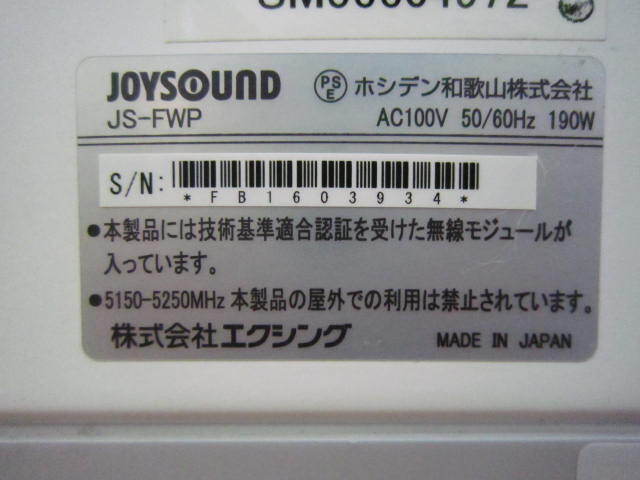 JOYSOUND PSE ホシデン和歌山株式会社
JS-FWP AC100V 50/60Hz 190W
S/N:
*FB1603934*
●本製品には技術基準適合認証を受けた無線モジュールが
入っています。
●5150-5250MHz 本製品の屋外での利用は禁止されています。
株式会社エクシング MADE IN JAPAN